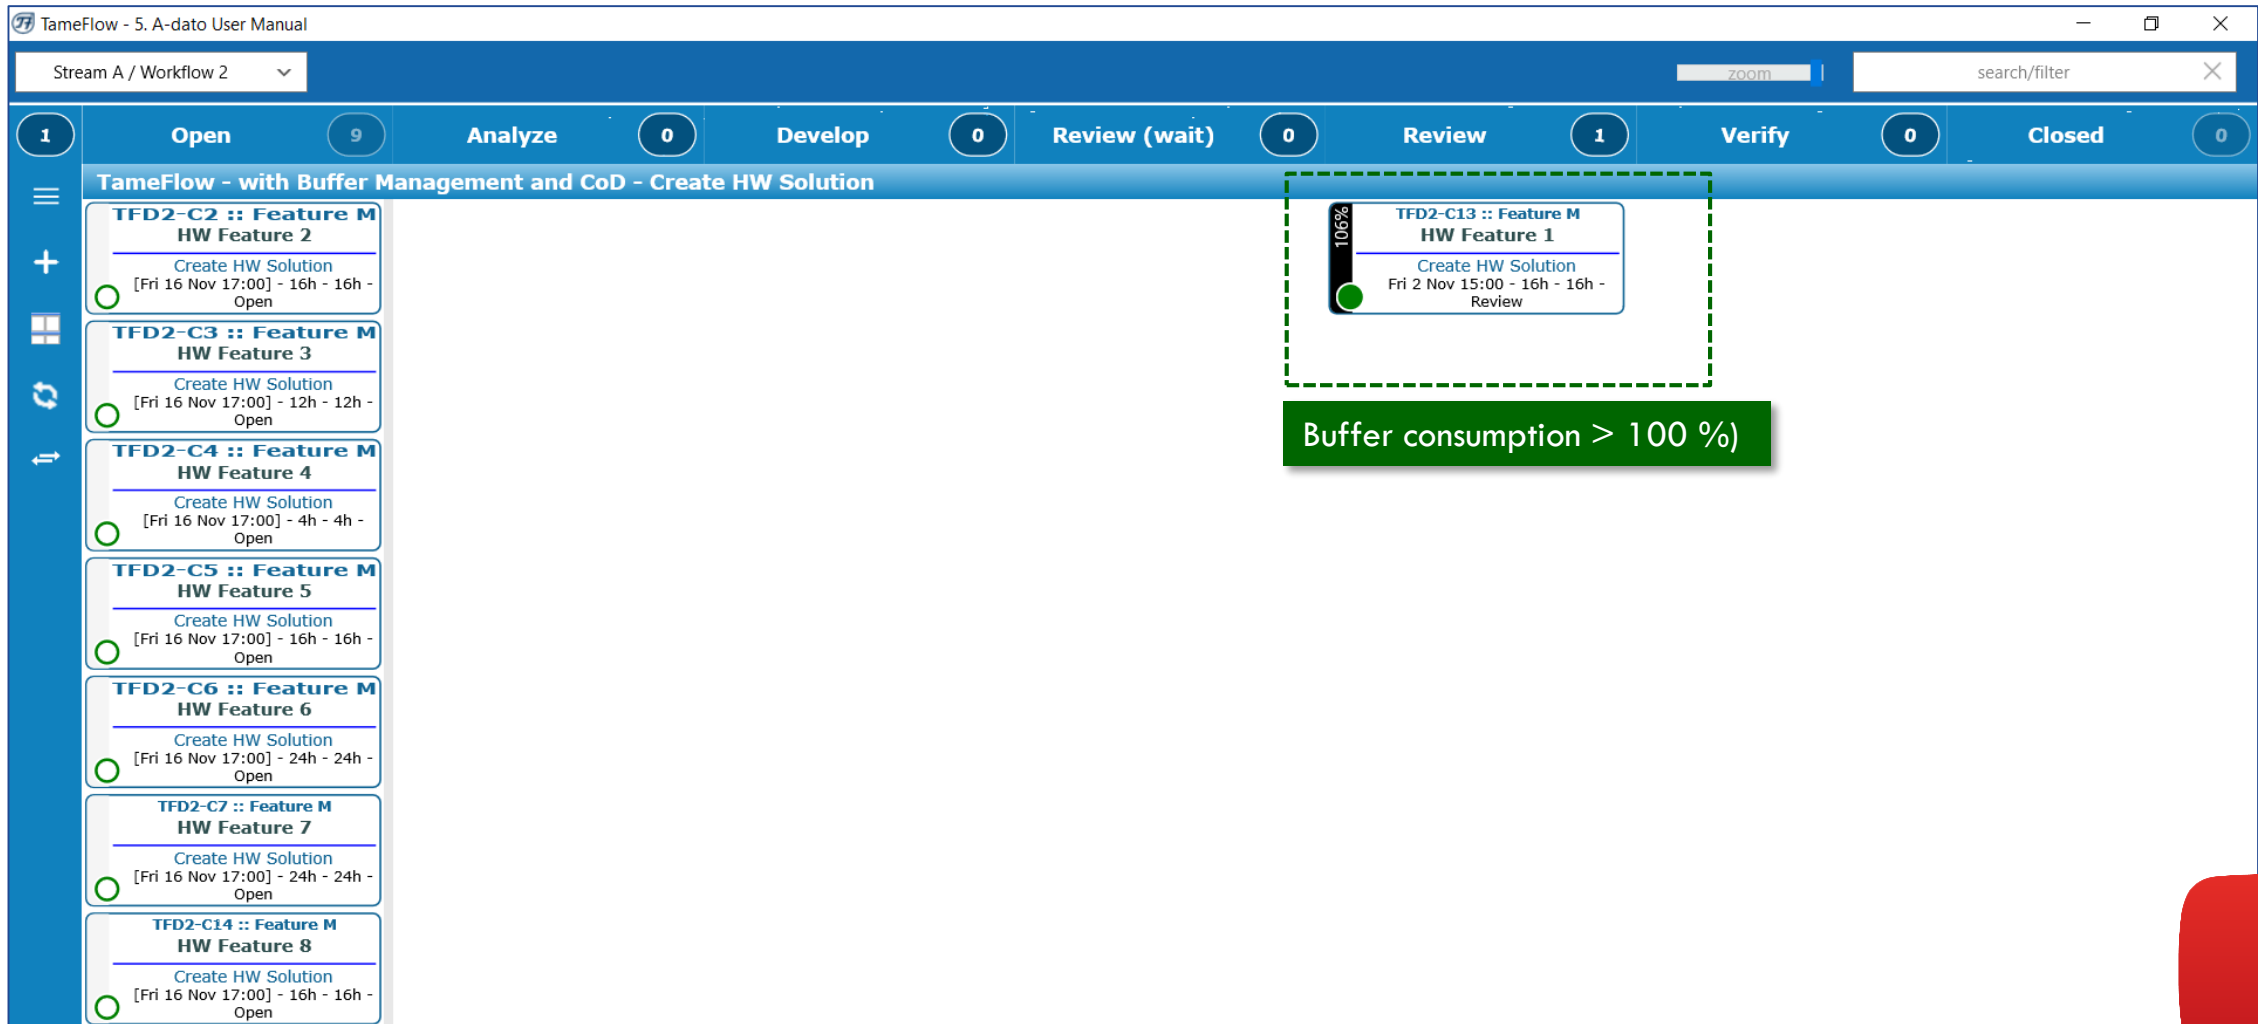 TameFlow - 5. A-dato User Manual
Stream A / Workflow 2
zoom
search/filter
1
Open 9
Analyze 0
Develop 0
Review (wait) 0
Review 1
Verify 0
Closed 0
TameFlow - with Buffer Management and CoD - Create HW Solution
TFD2-C2 :: Feature M
HW Feature 2
Create HW Solution
[Fri 16 Nov 17:00] - 16h - 16h -
Open
TFD2-C3 :: Feature M
HW Feature 3
Create HW Solution
[Fri 16 Nov 17:00] - 12h - 12h -
Open
TFD2-C4 :: Feature M
HW Feature 4
Create HW Solution
[Fri 16 Nov 17:00] - 4h - 4h -
Open
TFD2-C5 :: Feature M
HW Feature 5
Create HW Solution
[Fri 16 Nov 17:00] - 16h - 16h -
Open
TFD2-C6 :: Feature M
HW Feature 6
Create HW Solution
[Fri 16 Nov 17:00] - 24h - 24h -
Open
TFD2-C7 :: Feature M
HW Feature 7
Create HW Solution
[Fri 16 Nov 17:00] - 24h - 24h -
Open
TFD2-C14 :: Feature M
HW Feature 8
Create HW Solution
[Fri 16 Nov 17:00] - 16h - 16h -
Open
106%
TFD2-C13 :: Feature M
HW Feature 1
Create HW Solution
Fri 2 Nov 15:00 - 16h - 16h -
Review
Buffer consumption > 100 %)